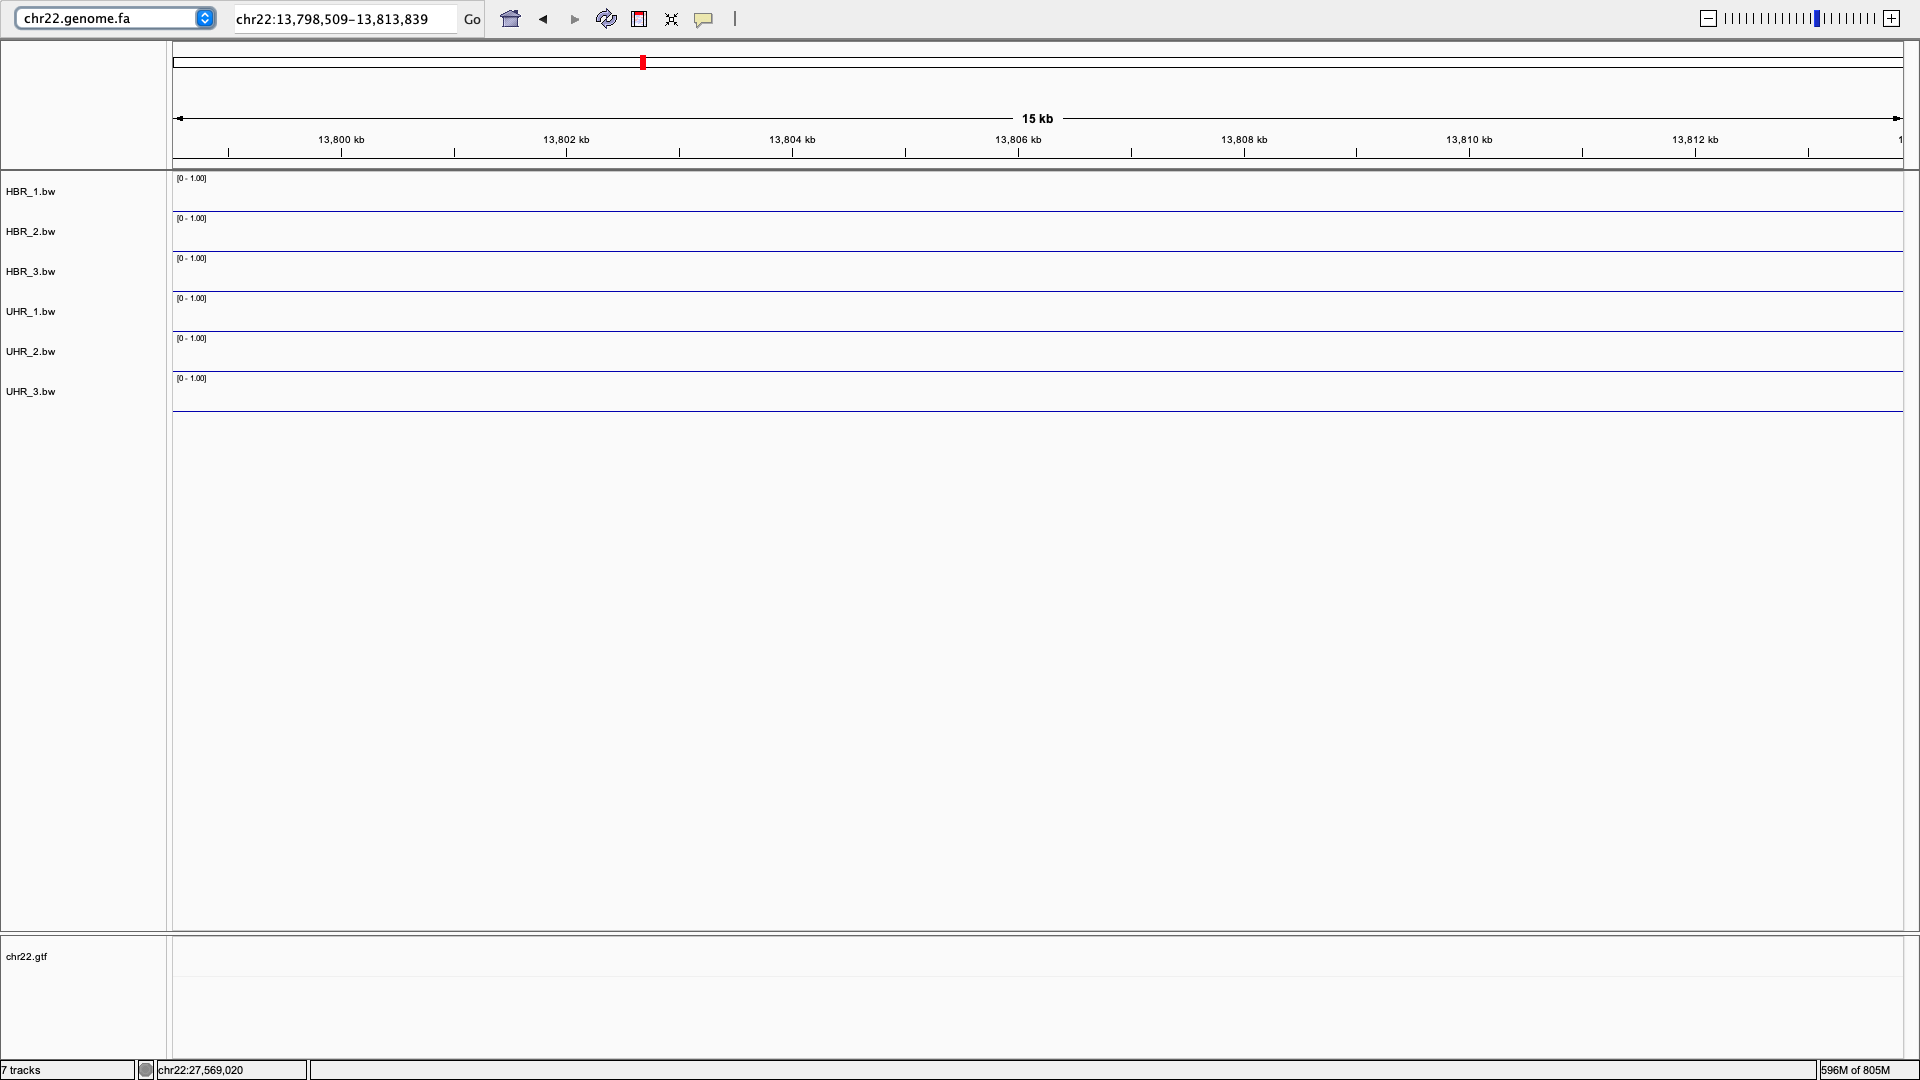 chr22.genome.fa chr22:13,798,509-13,813,839 Go
15 kb
13,800 kb 13,802 kb 13,804 kb 13,806 kb 13,808 kb 13,810 kb 13,812 kb 1
[0 - 1.00]
HBR_1.bw
[0 - 1.00]
HBR_2.bw
[0 - 1.00]
HBR_3.bw
[0 - 1.00]
UHR_1.bw
[0 - 1.00]
UHR_2.bw
[0 - 1.00]
UHR_3.bw
chr22.gtf
7 tracks chr22:27,569,020 596M of 805M